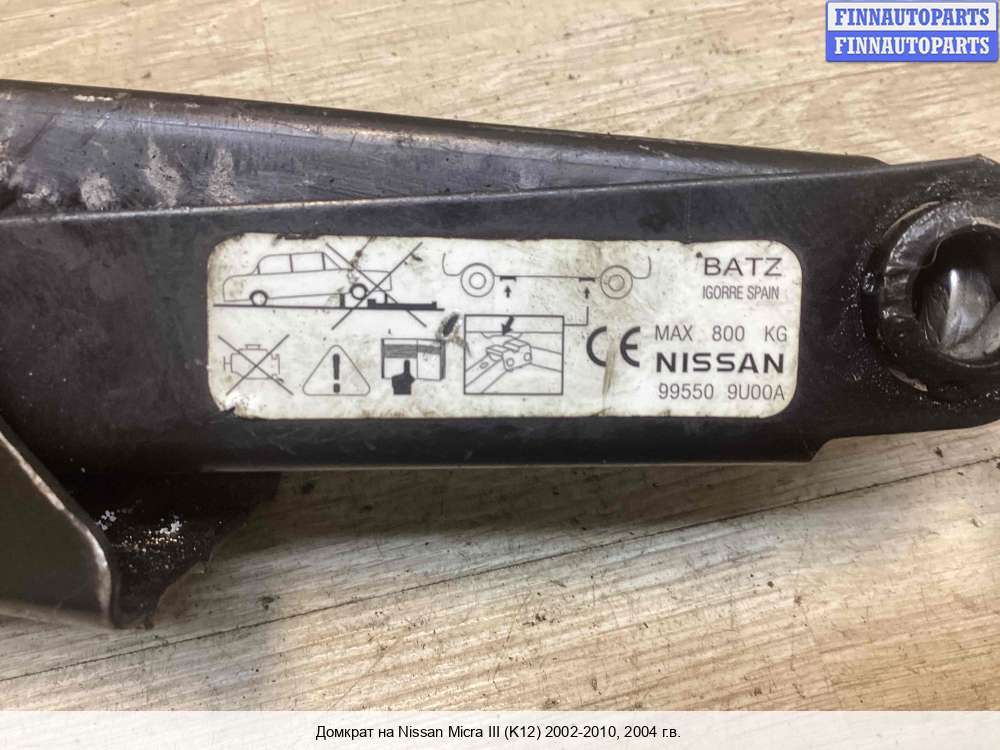 FINNAUTOPARTS
FINNAUTOPARTS
BATZ
IGORRE SPAIN
CE
MAX 800 KG
NISSAN
99550 9U00A
Домкрат на Nissan Micra III (K12) 2002-2010, 2004 г.в.